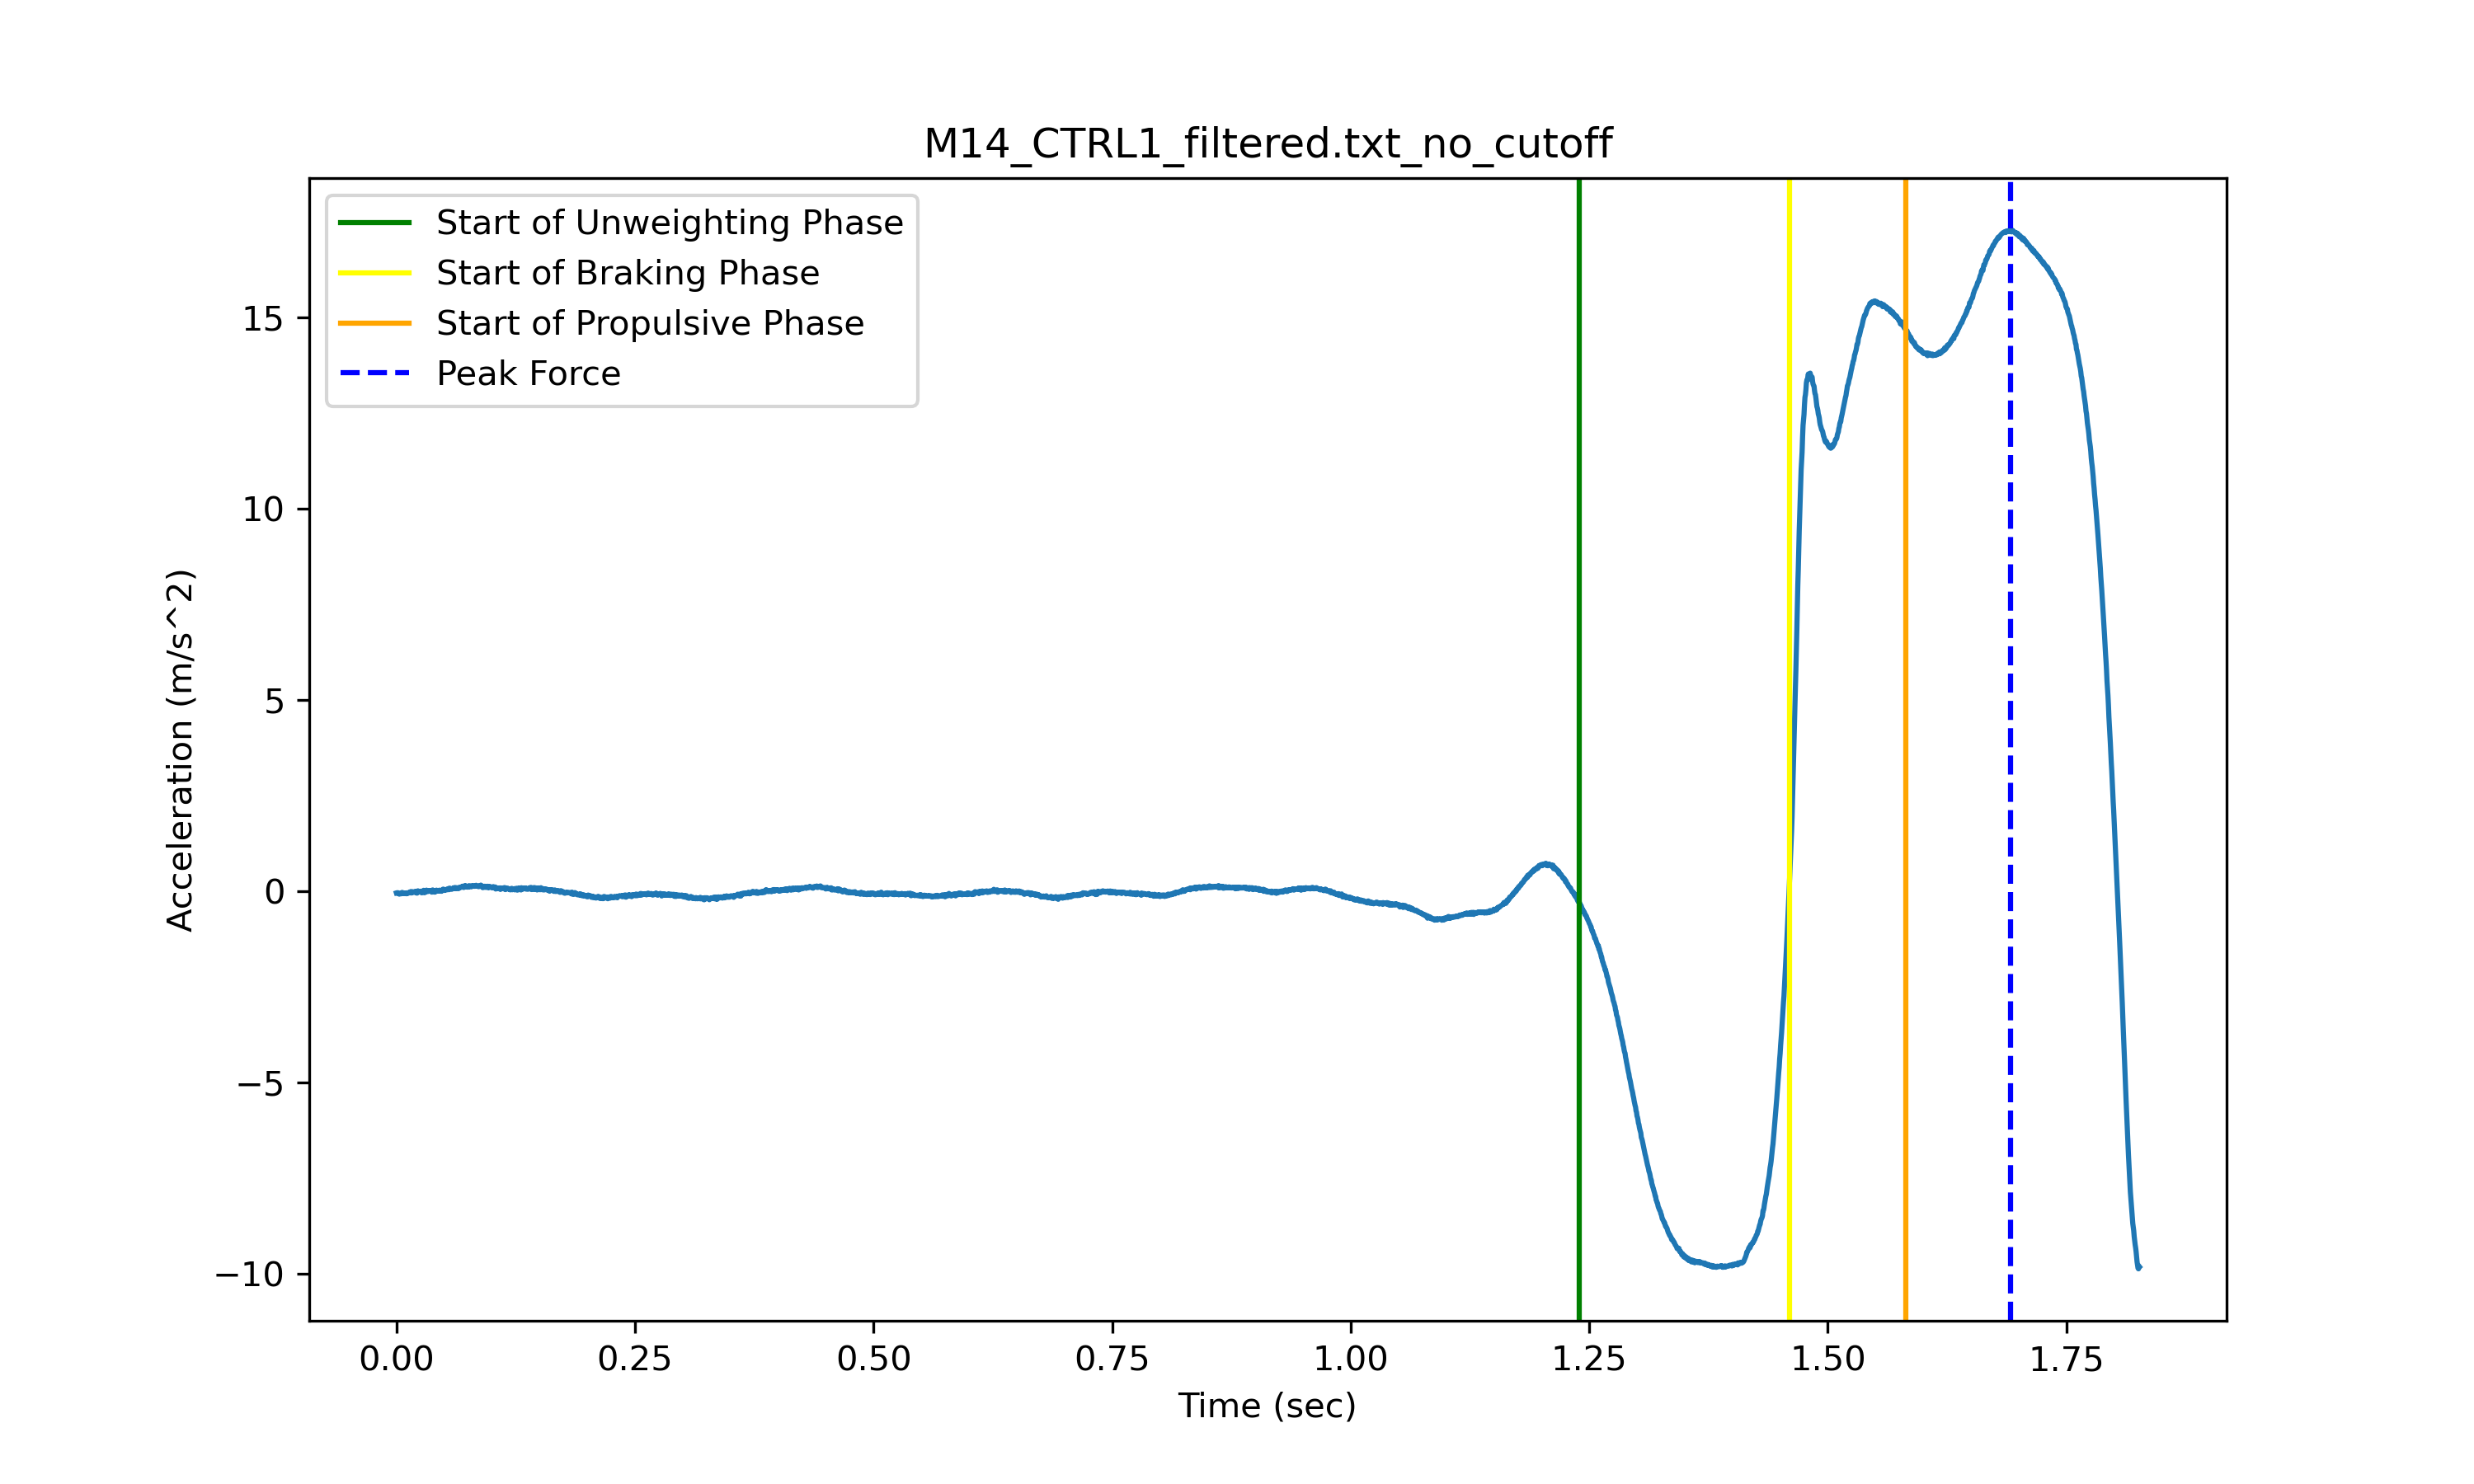 M14_CTRL1_filtered.txt_no_cutoff
Start of Unweighting Phase
Start of Braking Phase
Start of Propulsive Phase
Peak Force
Acceleration (m/s^2)
15
10
5
0
−5
−10
0.00 0.25 0.50 0.75 1.00 1.25 1.50 1.75
Time (sec)